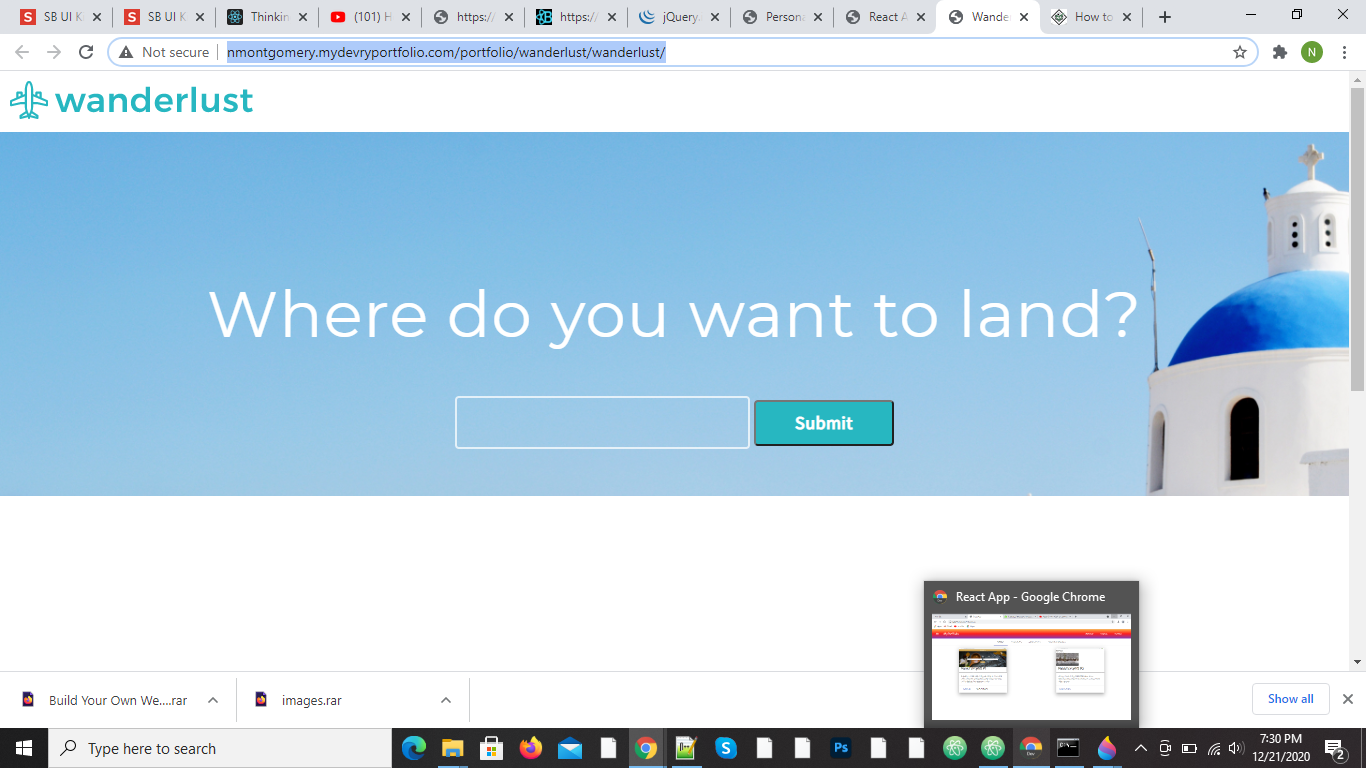 SB UI K
SB UI K
Thinkin
(101) H
https:/
https:/
jQuery.
Persona
React A
Wande
How to
Not secure
nmontgomery.mydevryportfolio.com/portfolio/wanderlust/wanderlust/
N
wanderlust
Where do you want to land?
Submit
React App - Google Chrome
Build Your Own We....rar
images.rar
Show all
Type here to search
Ps
7:30 PM
12/21/2020
2